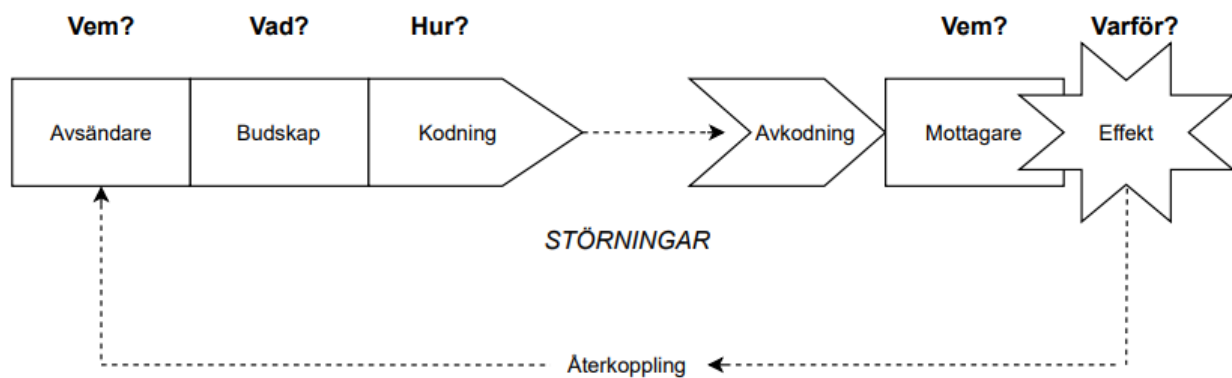 Vem?
Vad?
Hur?
Vem?
Varför?
Avsändare
Budskap
Kodning
Avkodning
Mottagare
Effekt
STÖRNINGAR
Återkoppling